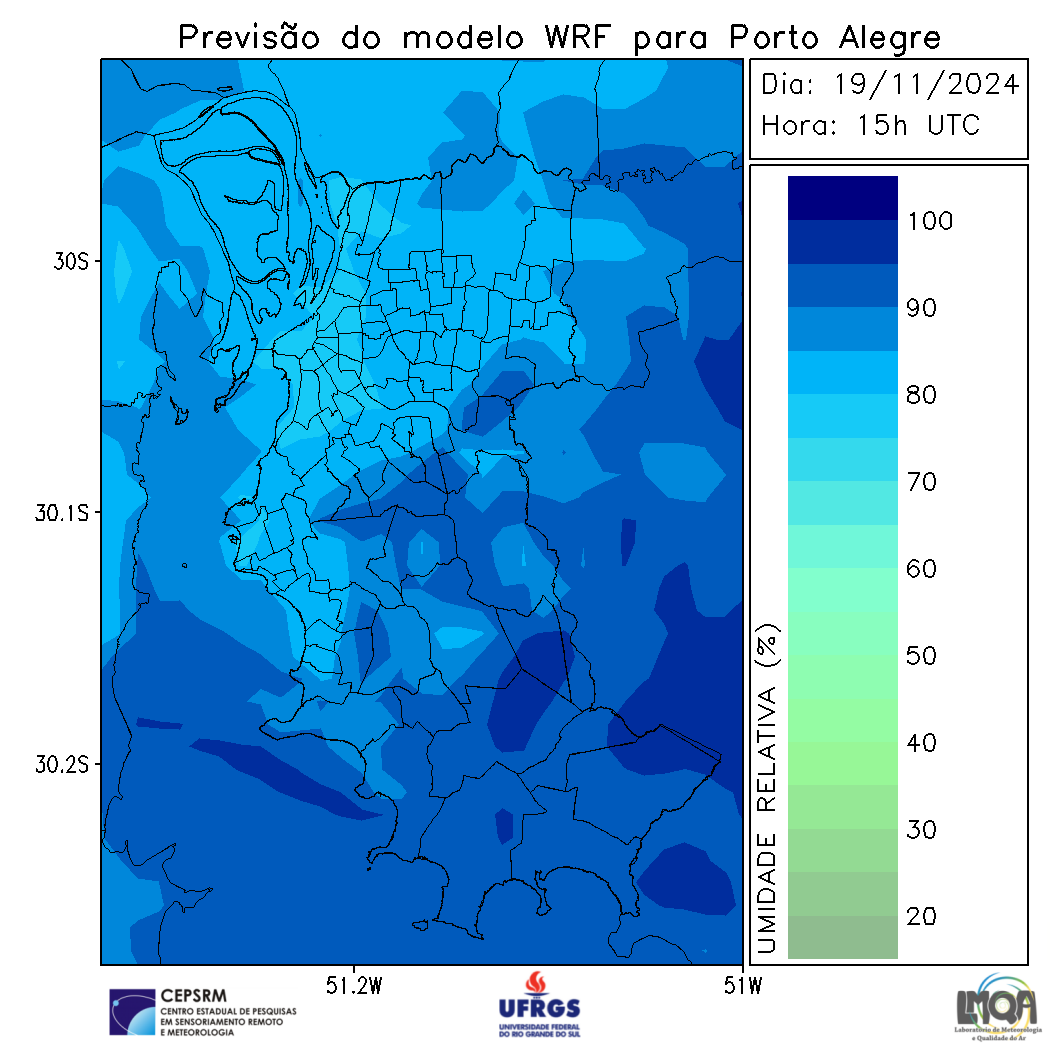 Previsão do modelo WRF para Porto Alegre
Dia: 19/11/2024
Hora: 15h UTC
30S
30.1S
30.2S
51.2W
51W
100
90
80
70
60
50
40
30
20
UMIDADE RELATIVA (%)
CEPSRM
CENTRO ESTADUAL DE PESQUISAS
EM SENSORIAMENTO REMOTO
E METEOROLOGIA
UFRGS
UNIVERSIDADE FEDERAL
DO RIO GRANDE DO SUL
LMQA
Laboratório de Meteorologia
e Qualidade do Ar